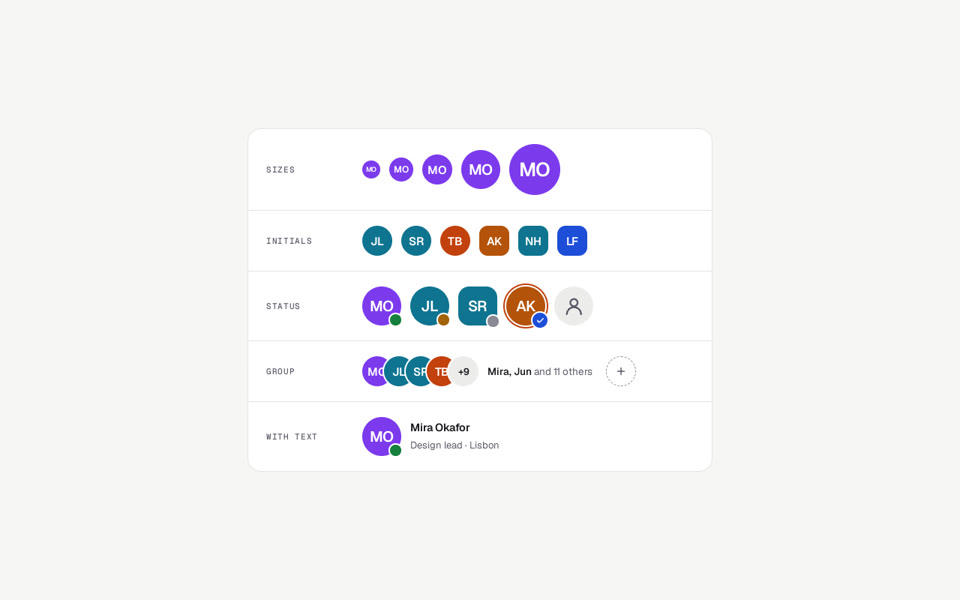 SIZES MO MO MO MO MO
INITIALS JL SR TB AK NH LF
STATUS MO JL SR AK
GROUP MO JL SR TB +9 Mira, Jun and 11 others +
WITH TEXT MO Mira Okafor
Design lead · Lisbon